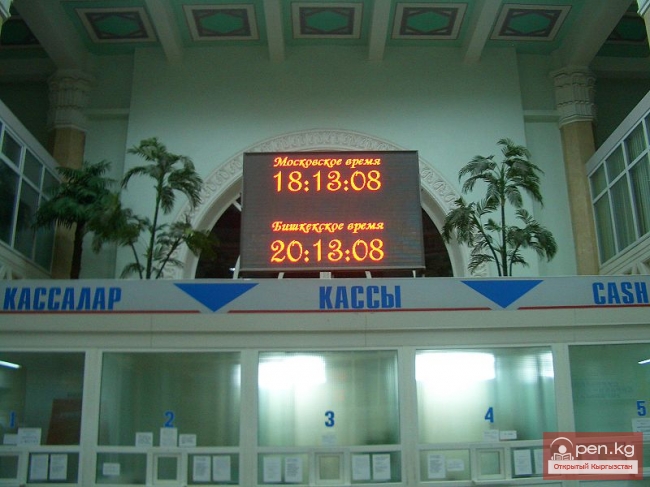 Московское время
18:13:08
Бишкекское время
20:13:08
КАССАЛАР КАССЫ CASH
1 2 3 4 5
Open.kg
Открытый Кыргызстан